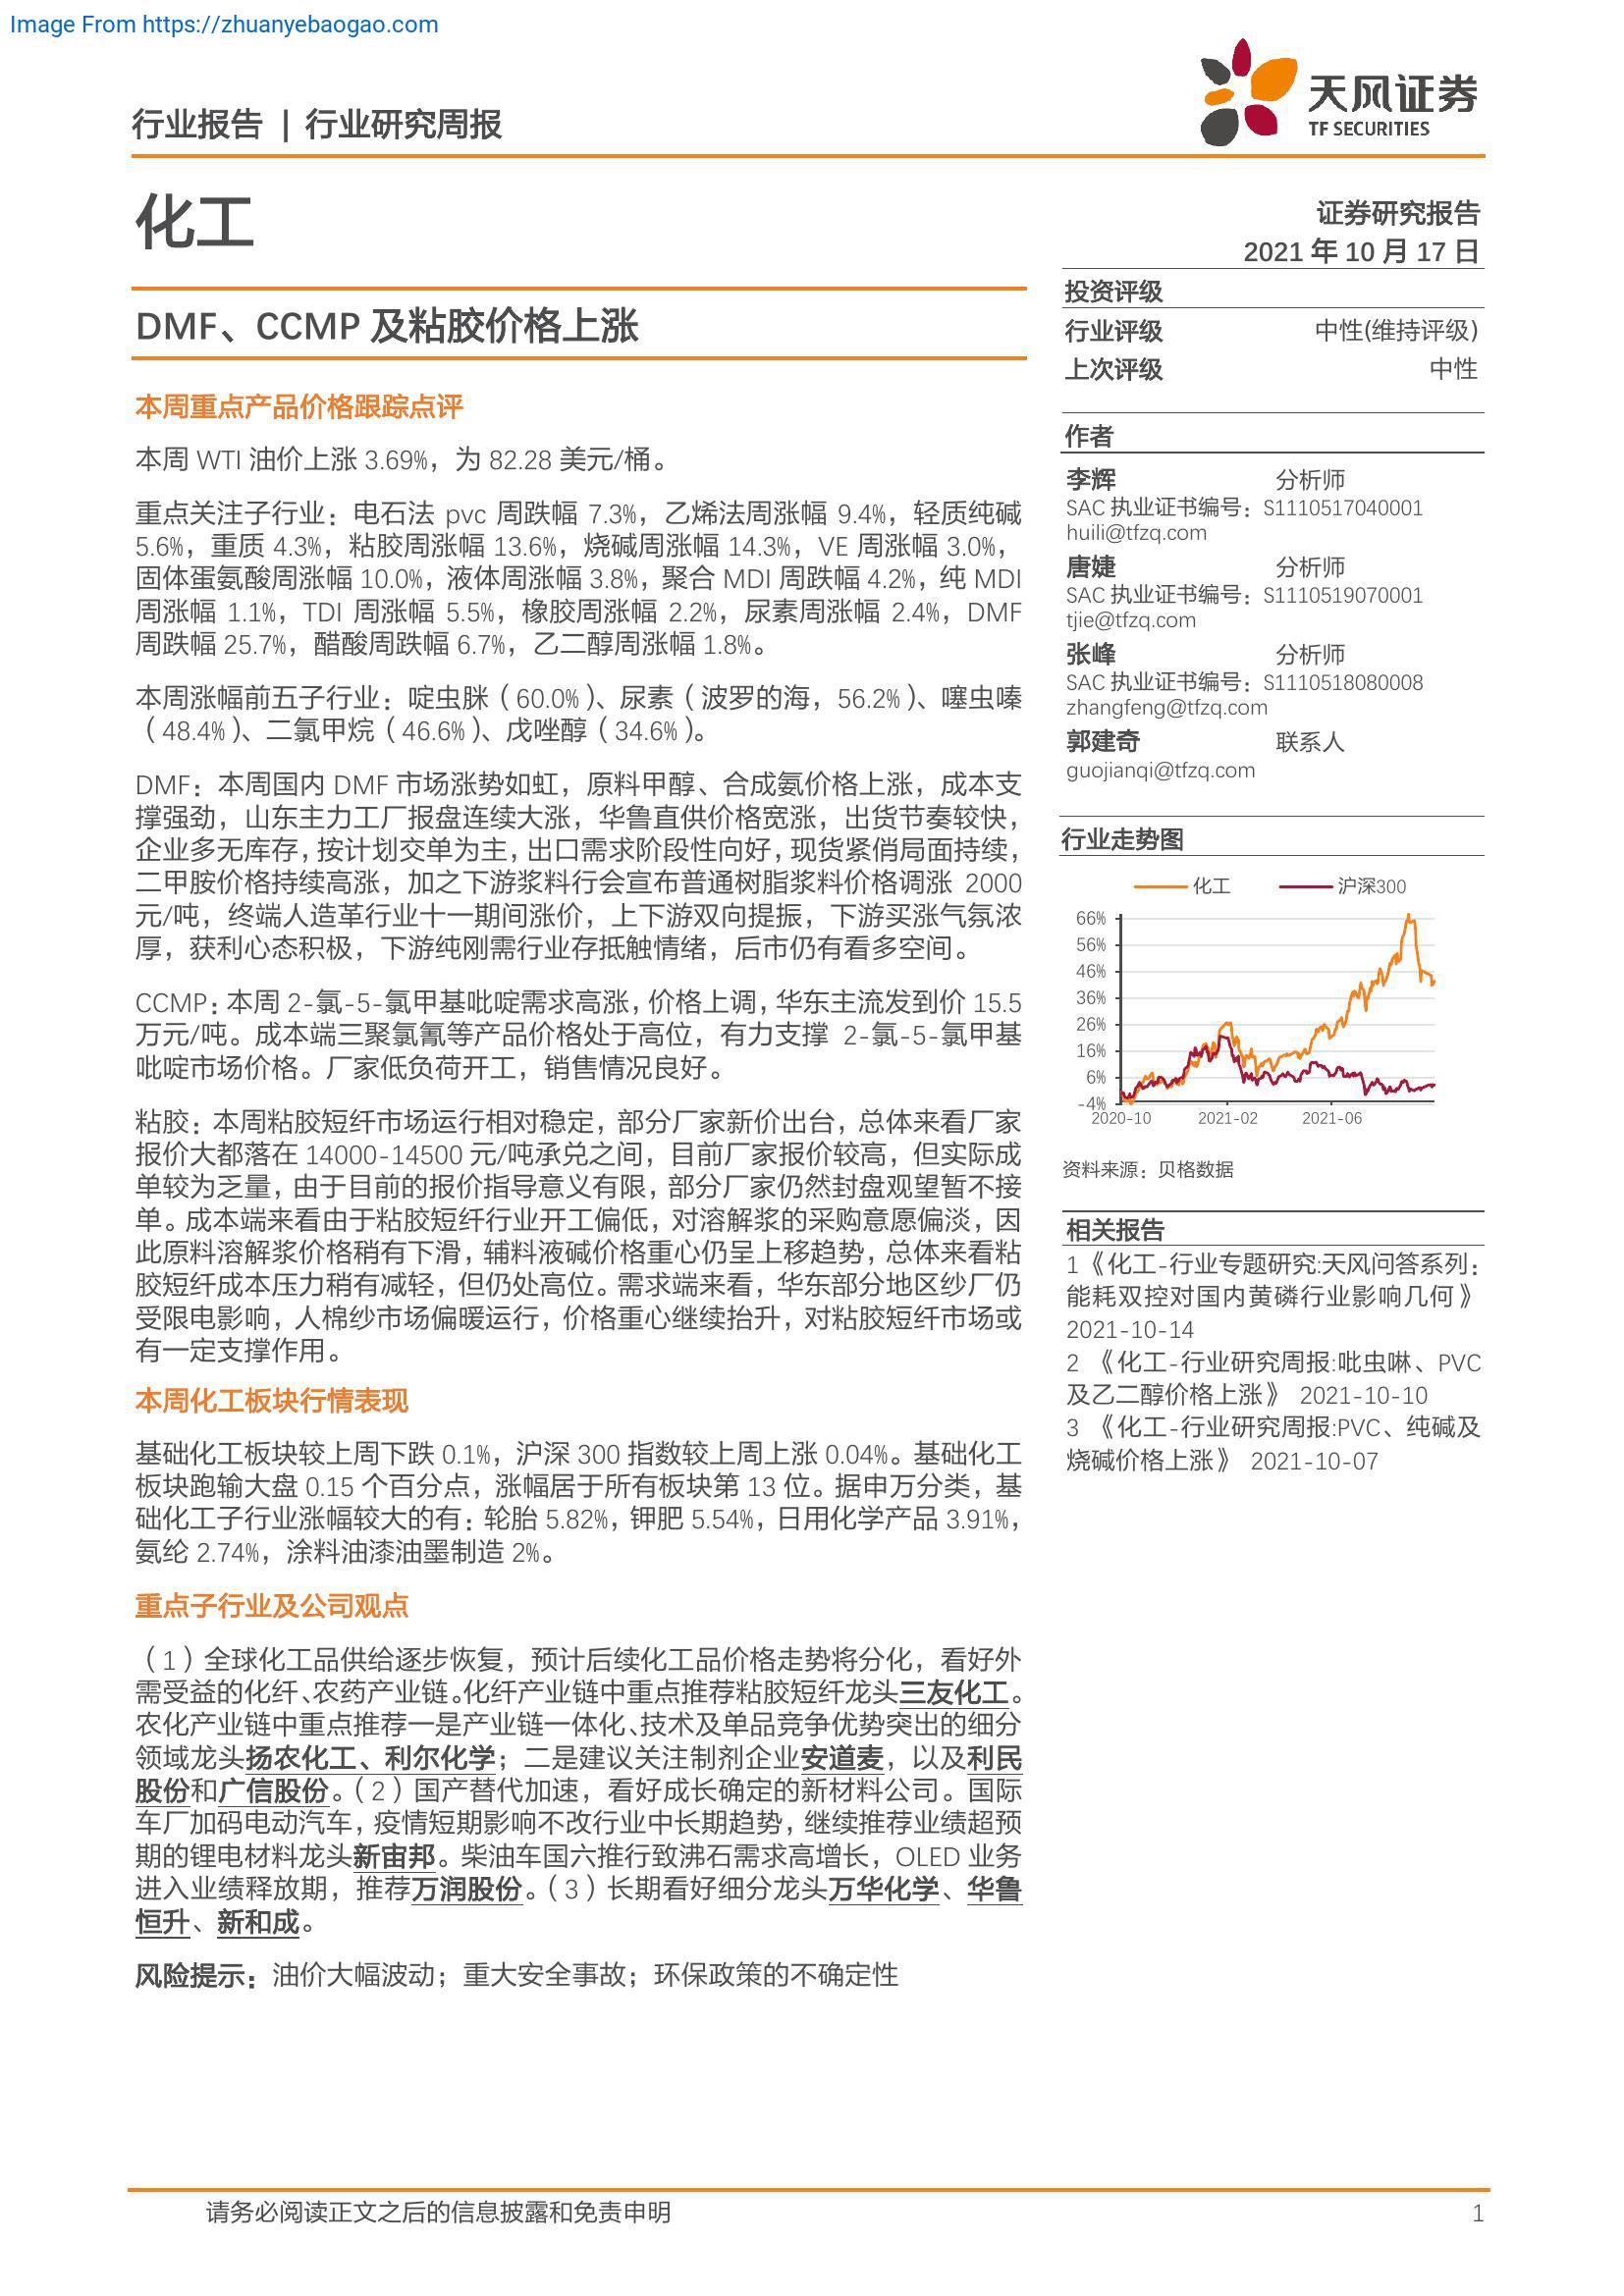 Image From https://zhuanyebaogao.com
行业报告 | 行业研究周报
天风证券
TF SECURITIES
化工
证券研究报告
2021 年 10 月 17 日
DMF、CCMP 及粘胶价格上涨
本周重点产品价格跟踪点评
本周 WTI 油价上涨 3.69%，为 82.28 美元/桶。
重点关注子行业：电石法 pvc 周跌幅 7.3%，乙烯法周涨幅 9.4%，轻质纯碱
5.6%，重质 4.3%，粘胶周涨幅 13.6%，烧碱周涨幅 14.3%，VE 周涨幅 3.0%，
固体蛋氨酸周涨幅 10.0%，液体周涨幅 3.8%，聚合 MDI 周跌幅 4.2%，纯 MDI
周涨幅 1.1%，TDI 周涨幅 5.5%，橡胶周涨幅 2.2%，尿素周涨幅 2.4%，DMF
周跌幅 25.7%，醋酸周跌幅 6.7%，乙二醇周涨幅 1.8%。
本周涨幅前五子行业：啶虫脒（60.0%）、尿素（波罗的海，56.2%）、噻虫嗪
（48.4%）、二氯甲烷（46.6%）、戊唑醇（34.6%）。
DMF：本周国内 DMF 市场涨势如虹，原料甲醇、合成氨价格上涨，成本支
撑强劲，山东主力工厂报盘连续大涨，华鲁直供价格宽涨，出货节奏较快，
企业多无库存，按计划交单为主，出口需求阶段性向好，现货紧俏局面持续，
二甲胺价格持续高涨，加之下游浆料行会宣布普通树脂浆料价格调涨 2000
元/吨，终端人造革行业十一期间涨价，上下游双向提振，下游买涨气氛浓
厚，获利心态积极，下游纯刚需行业存抵触情绪，后市仍有看多空间。
CCMP：本周 2-氯-5-氯甲基吡啶需求高涨，价格上调，华东主流发到价 15.5
万元/吨。成本端三聚氯氰等产品价格处于高位，有力支撑 2-氯-5-氯甲基
吡啶市场价格。厂家低负荷开工，销售情况良好。
粘胶：本周粘胶短纤市场运行相对稳定，部分厂家新价出台，总体来看厂家
报价大都落在 14000-14500 元/吨承兑之间，目前厂家报价较高，但实际成
单较为乏量，由于目前的报价指导意义有限，部分厂家仍然封盘观望暂不接
单。成本端来看由于粘胶短纤行业开工偏低，对溶解浆的采购意愿偏淡，因
此原料溶解浆价格稍有下滑，辅料液碱价格重心仍呈上移趋势，总体来看粘
胶短纤成本压力稍有减轻，但仍处高位。需求端来看，华东部分地区纱厂仍
受限电影响，人棉纱市场偏暖运行，价格重心继续抬升，对粘胶短纤市场或
有一定支撑作用。
本周化工板块行情表现
基础化工板块较上周下跌 0.1%，沪深 300 指数较上周上涨 0.04%。基础化工
板块跑输大盘 0.15 个百分点，涨幅居于所有板块第 13 位。据申万分类，基
础化工子行业涨幅较大的有：轮胎 5.82%，钾肥 5.54%，日用化学产品 3.91%，
氨纶 2.74%，涂料油漆油墨制造 2%。
重点子行业及公司观点
（1）全球化工品供给逐步恢复，预计后续化工品价格走势将分化，看好外
需受益的化纤、农药产业链。化纤产业链中重点推荐粘胶短纤龙头三友化工。
农化产业链中重点推荐一是产业链一体化、技术及单品竞争优势突出的细分
领域龙头扬农化工、利尔化学；二是建议关注制剂企业安道麦，以及利民
股份和广信股份。（2）国产替代加速，看好成长确定的新材料公司。国际
车厂加码电动汽车，疫情短期影响不改行业中长期趋势，继续推荐业绩超预
期的锂电材料龙头新宙邦。柴油车国六推行致沸石需求高增长，OLED 业务
进入业绩释放期，推荐万润股份。（3）长期看好细分龙头万华化学、华鲁
恒升、新和成。
风险提示：油价大幅波动；重大安全事故；环保政策的不确定性
投资评级
行业评级 中性(维持评级)
上次评级 中性
作者
李辉 分析师
SAC 执业证书编号：S1110517040001
huili@tfzq.com
唐婕 分析师
SAC 执业证书编号：S1110519070001
tjie@tfzq.com
张峰 分析师
SAC 执业证书编号：S1110518080008
zhangfeng@tfzq.com
郭建奇 联系人
guojianqi@tfzq.com
行业走势图
化工 沪深300
66%
56%
46%
36%
26%
16%
6%
-4%
2020-10 2021-02 2021-06
资料来源：贝格数据
相关报告
1《化工-行业专题研究:天风问答系列：
能耗双控对国内黄磷行业影响几何》
2021-10-14
2 《化工-行业研究周报:吡虫啉、PVC
及乙二醇价格上涨》 2021-10-10
3 《化工-行业研究周报:PVC、纯碱及
烧碱价格上涨》 2021-10-07
请务必阅读正文之后的信息披露和免责申明 1